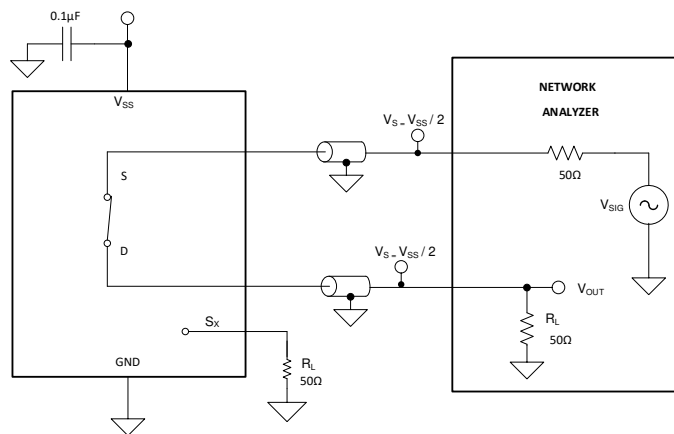 0.1µF
VSS
NETWORK
ANALYZER
VS = VSS / 2
50Ω
VSIG
S
D
VS = VSS / 2
VOUT
SX
RL
50Ω
RL
50Ω
GND